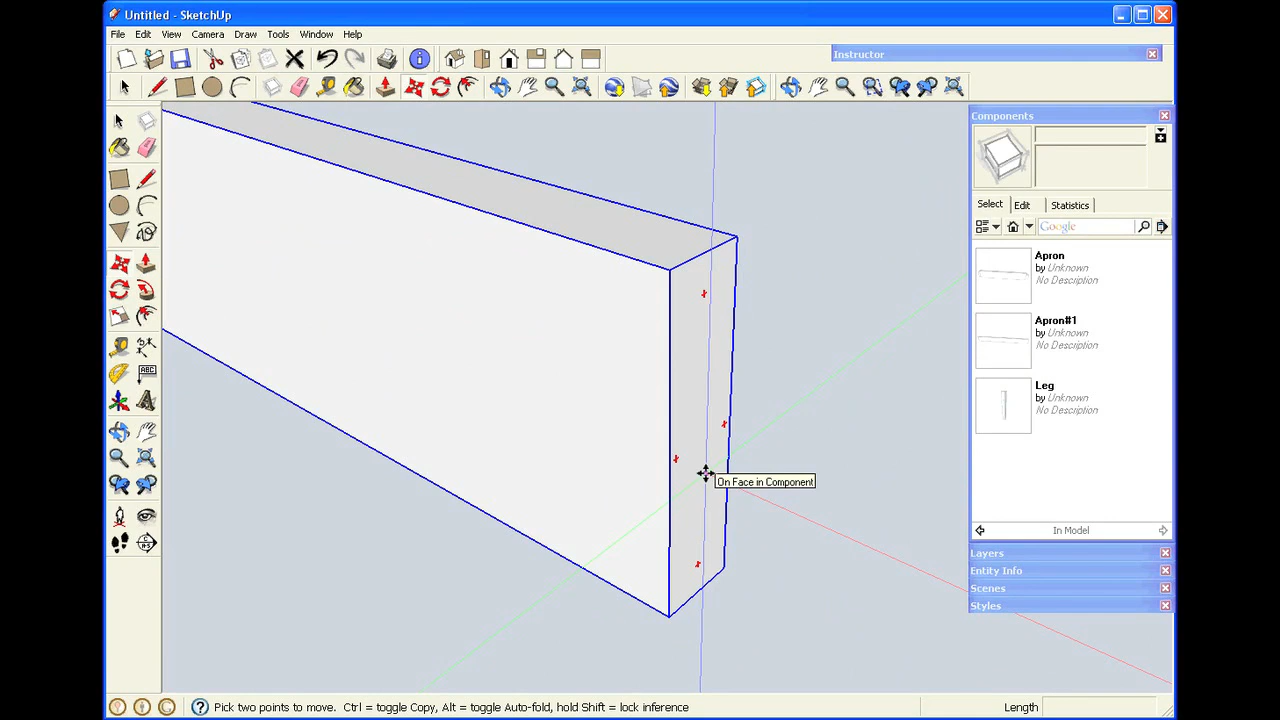 Untitled - SketchUp
File Edit View Camera Draw Tools Window Help
Instructor
Components
Select Edit Statistics
Google
Apron
by Unknown
No Description
Apron#1
by Unknown
No Description
Leg
by Unknown
No Description
ABC
On Face in Component
In Model
Layers
Entity Info
Scenes
Styles
Pick two points to move. Ctrl = toggle Copy, Alt = toggle Auto-fold, hold Shift = lock inference
Length